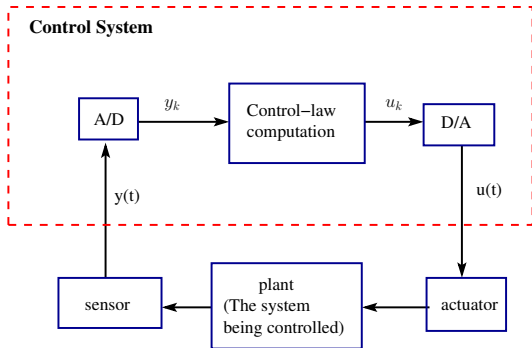 Control System
A/D
y_k
Control–law
computation
u_k
D/A
y(t)
u(t)
sensor
plant
(The system
being controlled)
actuator